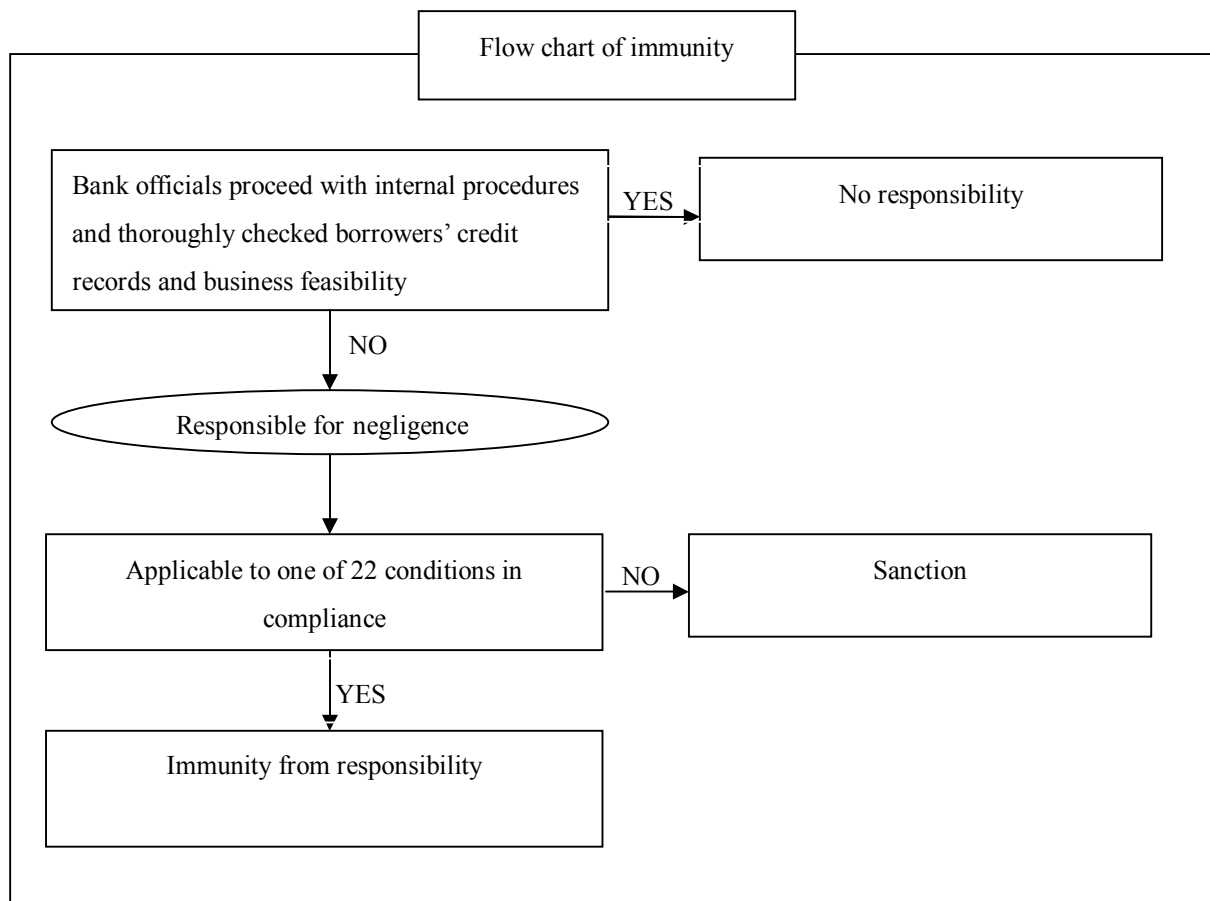 Flow chart of immunity
Bank officials proceed with internal procedures
and thoroughly checked borrowers’ credit
records and business feasibility
YES
No responsibility
NO
Responsible for negligence
Applicable to one of 22 conditions in
compliance
NO
Sanction
YES
Immunity from responsibility